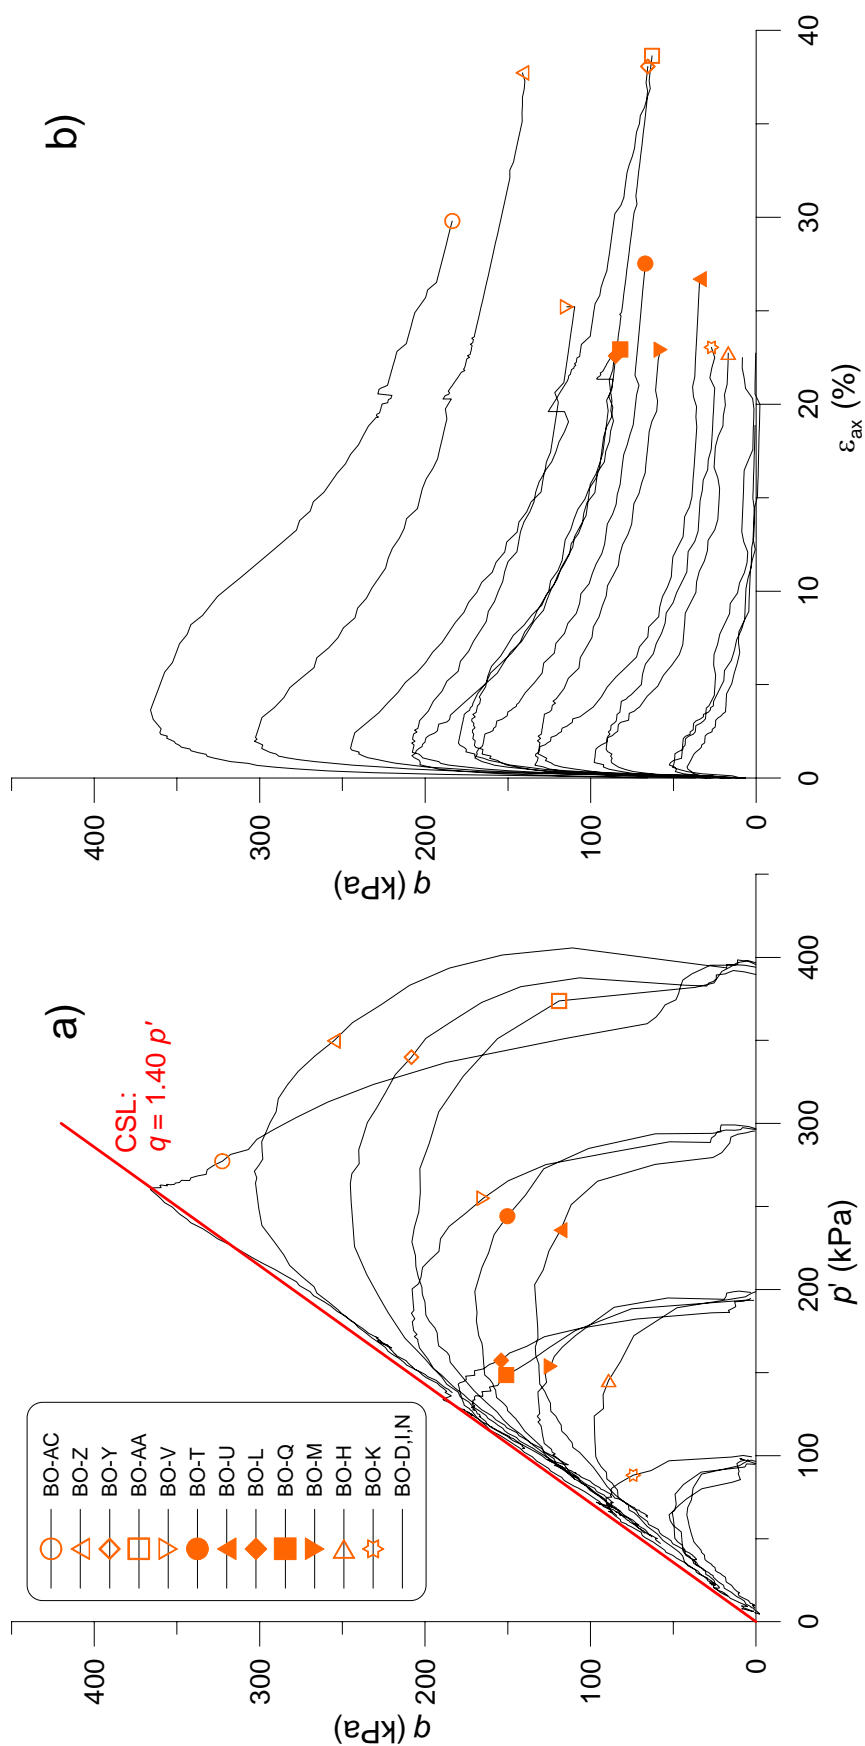 a)
CSL:
q = 1.40 p'
BO-AC
BO-Z
BO-Y
BO-AA
BO-V
BO-T
BO-U
BO-L
BO-Q
BO-M
BO-H
BO-K
BO-D,I,N
400
300
200
100
0
q (kPa)
0
100
200
300
400
p' (kPa)
b)
400
300
200
100
0
q (kPa)
0
10
20
30
40
εax (%)